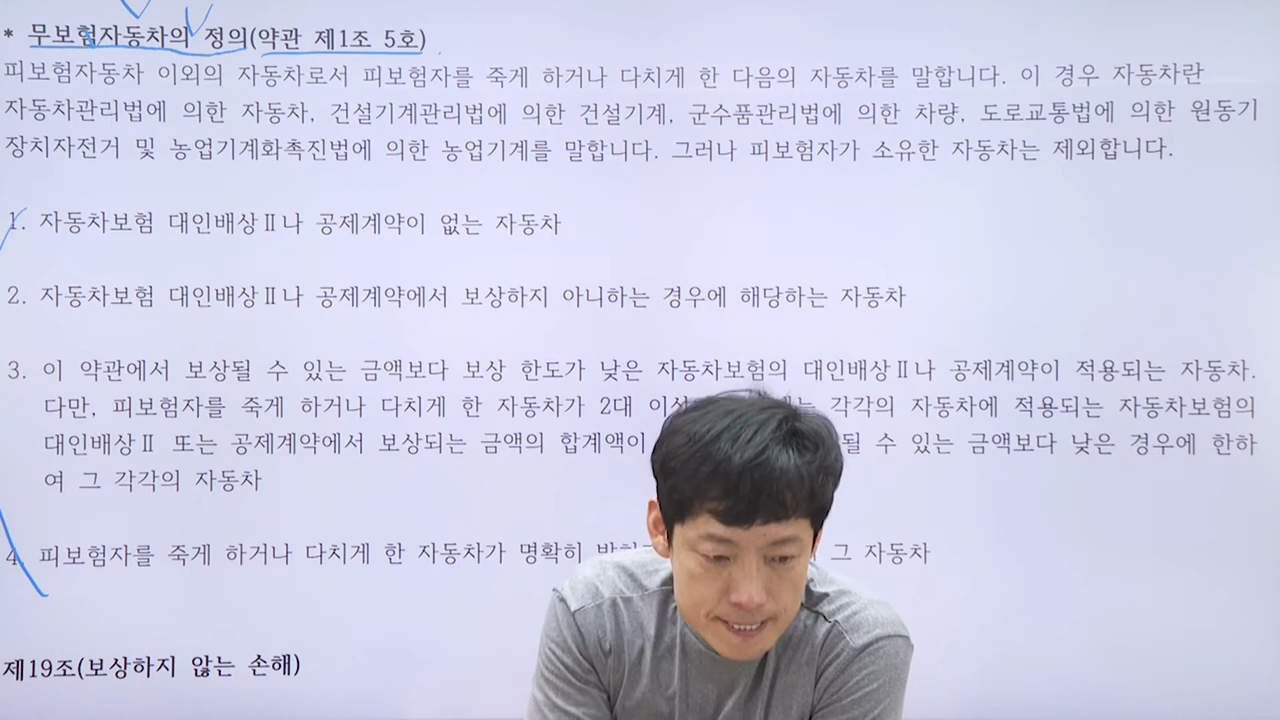 * 무보험자동차의 정의(약관 제1조 5호)
피보험자동차 이외의 자동차로서 피보험자를 죽게 하거나 다치게 한 다음의 자동차를 말합니다. 이 경우 자동차란
자동차관리법에 의한 자동차, 건설기계관리법에 의한 건설기계, 군수품관리법에 의한 차량, 도로교통법에 의한 원동기
장치자전거 및 농업기계화촉진법에 의한 농업기계를 말합니다. 그러나 피보험자가 소유한 자동차는 제외합니다.
1. 자동차보험 대인배상Ⅱ나 공제계약이 없는 자동차
2. 자동차보험 대인배상Ⅱ나 공제계약에서 보상하지 아니하는 경우에 해당하는 자동차
3. 이 약관에서 보상될 수 있는 금액보다 보상 한도가 낮은 자동차보험의 대인배상Ⅱ나 공제계약이 적용되는 자동차.
다만, 피보험자를 죽게 하거나 다치게 한 자동차가 2대 각각의 자동차에 적용되는 자동차보험의
대인배상Ⅱ 또는 공제계약에서 보상되는 금액의 합계액이 수 있는 금액보다 낮은 경우에 한하
여 그 각각의 자동차
4. 피보험자를 죽게 하거나 다치게 한 자동차가 명확히 그 자동차
제19조(보상하지 않는 손해)